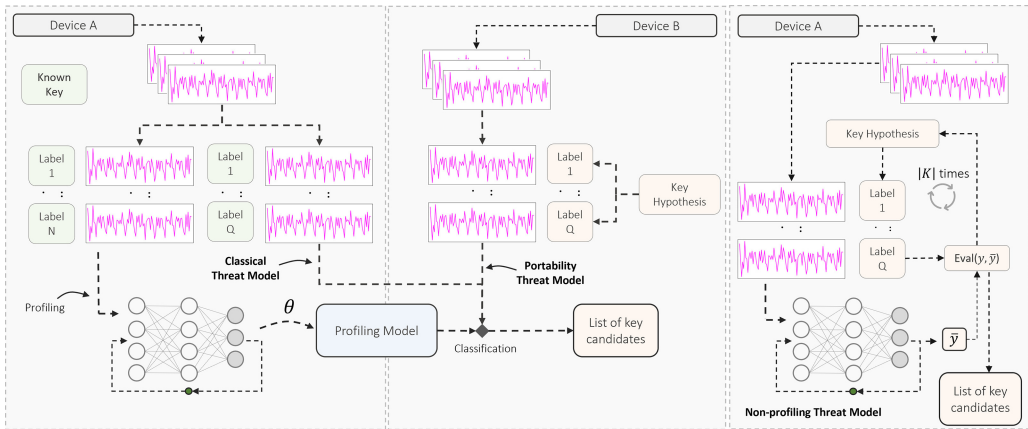 Device A
Known
Key
Label
1
. .
Label
N
. .
Label
1
. .
Label
Q
. .
Classical
Threat Model
Profiling
θ
Profiling Model
Device B
Label
1
. .
. .
Label
Q
Key
Hypothesis
Portability
Threat Model
Classification
List of key
candidates
Device A
Key Hypothesis
|K| times
Label
1
. .
. .
Label
Q
Eval(y, ȳ)
ȳ
Non-profiling Threat Model
List of key
candidates